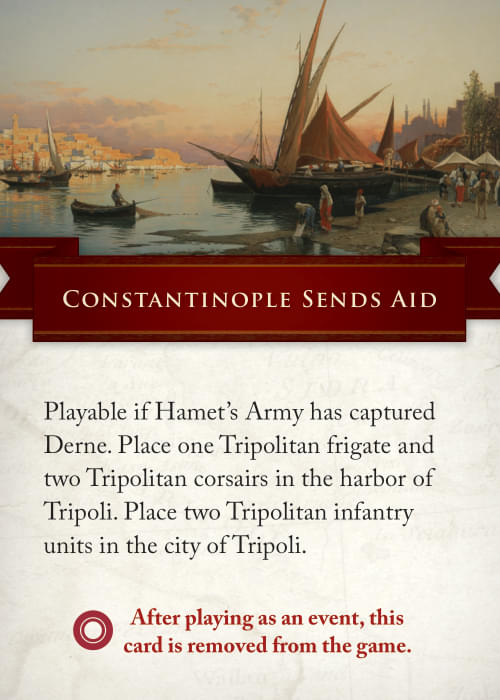 Constantinople Sends Aid
Playable if Hamet’s Army has captured
Derne. Place one Tripolitan frigate and
two Tripolitan corsairs in the harbor of
Tripoli. Place two Tripolitan infantry
units in the city of Tripoli.
After playing as an event, this
card is removed from the game.